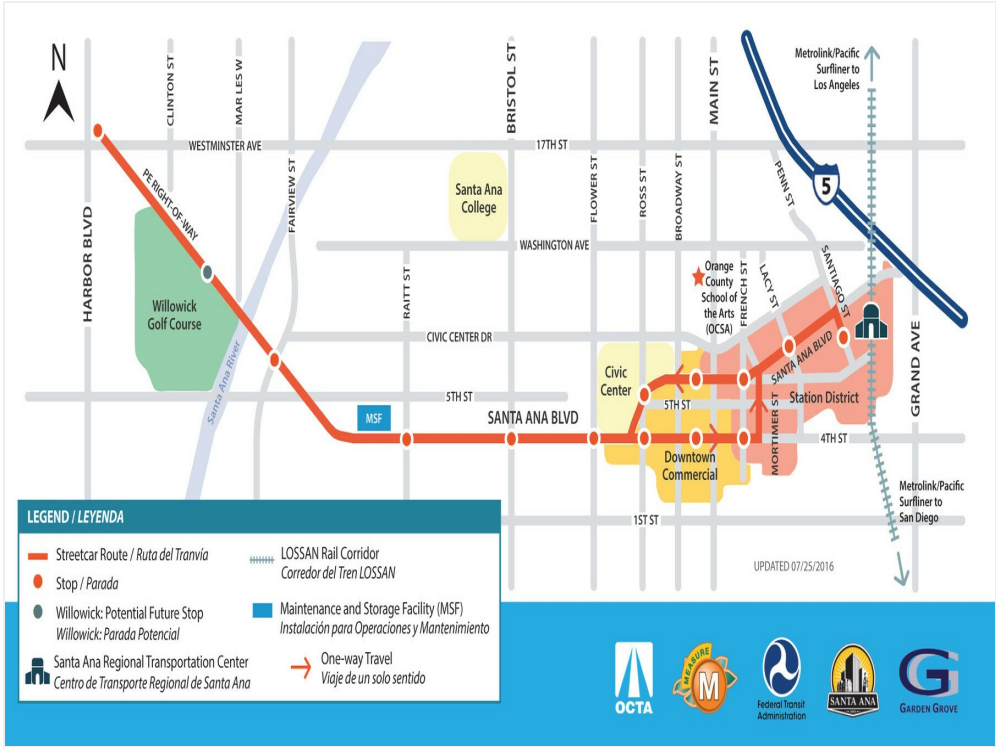 N
CLINTON ST
MAR LES W
BRISTOL ST
MAIN ST
Metrolink/Pacific
Surfliner to
Los Angeles
WESTMINSTER AVE
17TH ST
PE RIGHT-OF-WAY
HARBOR BLVD
FAIRVIEW ST
Santa Ana
College
FLOWER ST
ROSS ST
BROADWAY ST
PENN ST
5
WASHINGTON AVE
RAITT ST
Orange
County
School of
the Arts
(OCSA)
FRENCH ST
LACY ST
SANTIAGO ST
Willowick
Golf Course
Santa Ana River
CIVIC CENTER DR
SANTA ANA BLVD
GRAND AVE
Civic
Center
5TH ST
5TH ST
Station District
MSF
SANTA ANA BLVD
MORTIMER ST
4TH ST
Downtown
Commercial
Metrolink/Pacific
Surfliner to
San Diego
1ST ST
UPDATED 07/25/2016
LEGEND / LEYENDA
Streetcar Route / Ruta del Tranvía
Stop / Parada
Willowick: Potential Future Stop
Willowick: Parada Potencial
Santa Ana Regional Transportation Center
Centro de Transporte Regional de Santa Ana
LOSSAN Rail Corridor
Corredor del Tren LOSSAN
Maintenance and Storage Facility (MSF)
Instalación para Operaciones y Mantenimiento
One-way Travel
Viaje de un solo sentido
OCTA
MEASURE
M
Federal Transit
Administration
SANTA ANA
G
GARDEN GROVE